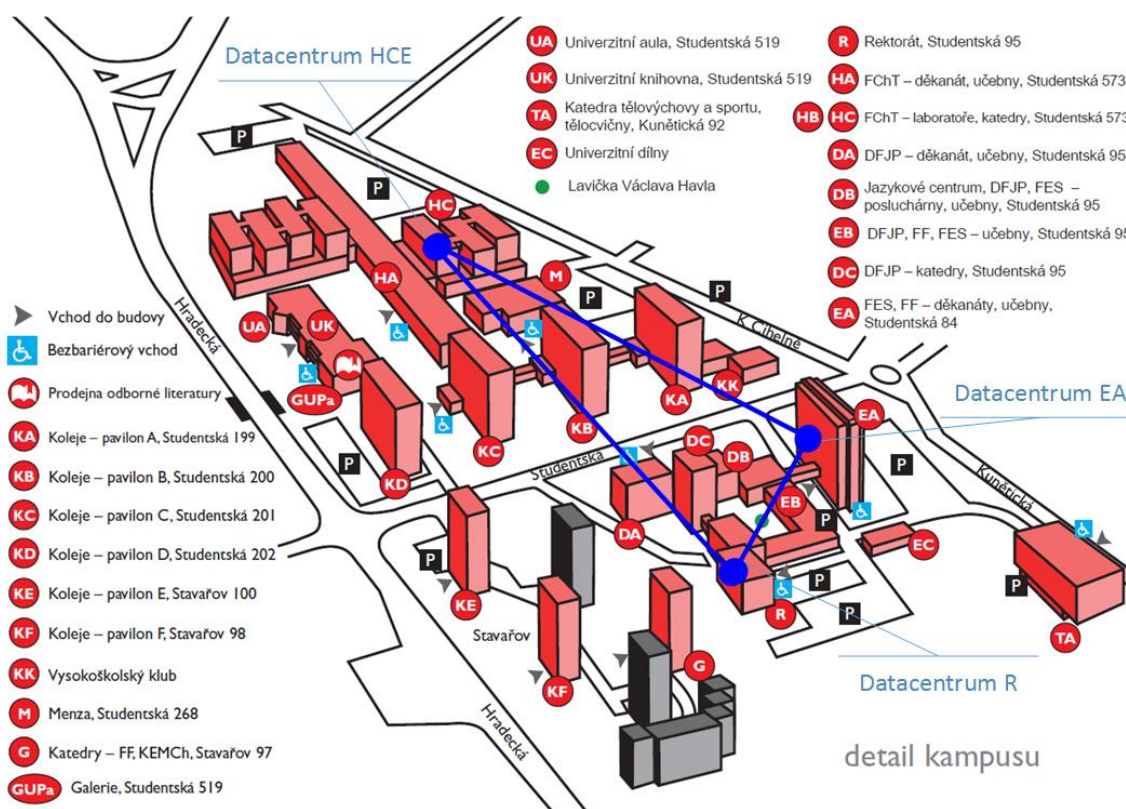 Datacentrum HCE
UA Univerzitní aula, Studentská 519
UK Univerzitní knihovna, Studentská 519
TA Katedra tělovýchovy a sportu,
tělocvičny, Kunětická 92
EC Univerzitní dílny
Lavička Václava Havla
R Rektorát, Studentská 95
HA FChT – děkanát, učebny, Studentská 573
HB HC FChT – laboratoře, katedry, Studentská 573
DA DFJP – děkanát, učebny, Studentská 95
DB Jazykové centrum, DFJP, FES –
posluchárny, učebny, Studentská 95
EB DFJP, FF, FES – učebny, Studentská 95
DC DFJP – katedry, Studentská 95
EA FES, FF – děkanáty, učebny,
Studentská 84
Vchod do budovy
Bezbariérový vchod
Prodejna odborné literatury
KA Koleje – pavilon A, Studentská 199
KB Koleje – pavilon B, Studentská 200
KC Koleje – pavilon C, Studentská 201
KD Koleje – pavilon D, Studentská 202
KE Koleje – pavilon E, Stavařov 100
KF Koleje – pavilon F, Stavařov 98
KK Vysokoškolský klub
M Menza, Studentská 268
G Katedry – FF, KEMCh, Stavařov 97
GUPa Galerie, Studentská 519
P
P
HC
HA
M
P
P
K Cihelně
Hradecká
UA
UK
GUPa
KK
KA
KB
KC
KD
P
Datacentrum EA
EA
DC
DB
EB
DA
Studentská
P
P
Kunětická
EC
P
P
P
TA
R
P
KE
Stavařov
KF
G
Hradecká
Datacentrum R
detail kampusu